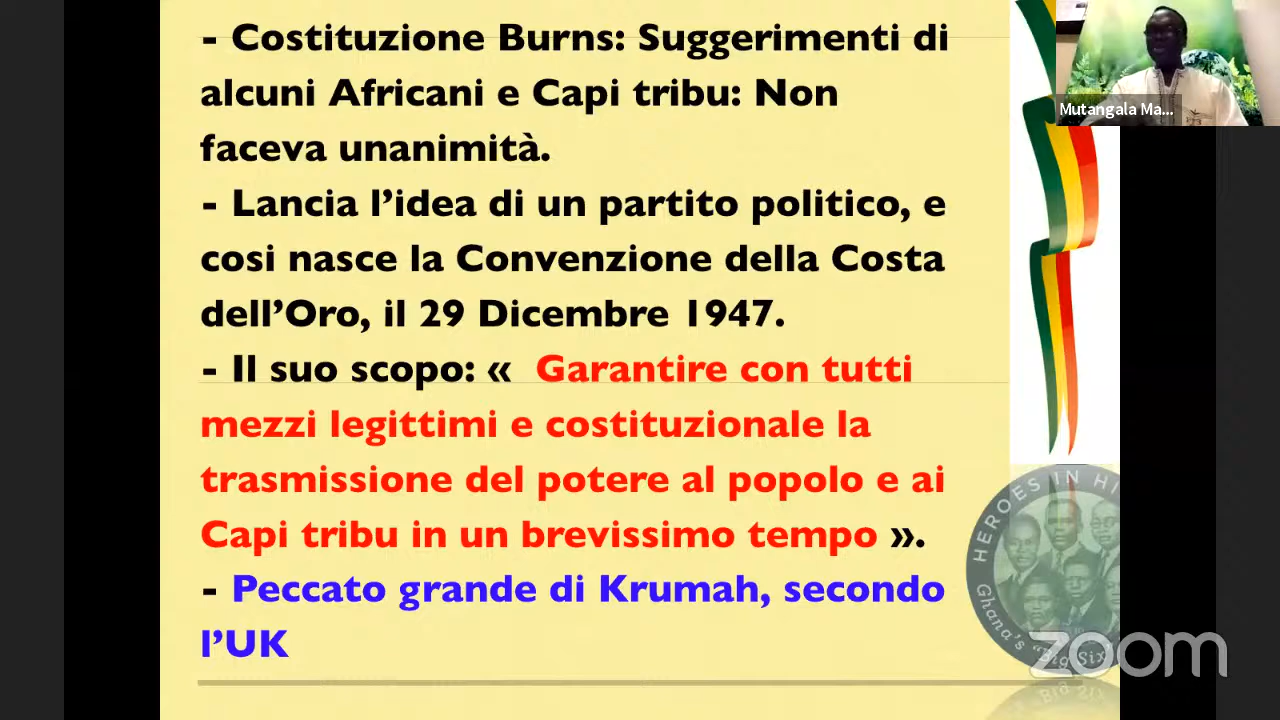 - Costituzione Burns: Suggerimenti di
alcuni Africani e Capi tribu: Non
faceva unanimità.
- Lancia l’idea di un partito politico, e
cosi nasce la Convenzione della Costa
dell’Oro, il 29 Dicembre 1947.
- Il suo scopo: « Garantire con tutti
mezzi legittimi e costituzionale la
trasmissione del potere al popolo e ai
Capi tribu in un brevissimo tempo ».
- Peccato grande di Krumah, secondo
l’UK
Mutangala Ma...
HEROES IN HI
Ghana's "Big Six
zoom